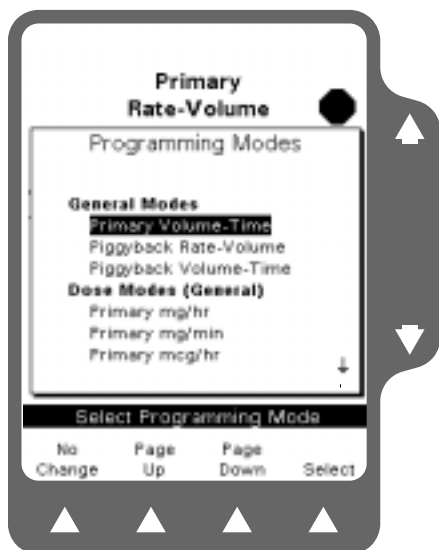 Primary
Rate-Volume
Programming Modes
General Modes
Primary Volume-Time
Piggyback Rate-Volume
Piggyback Volume-Time
Dose Modes (General)
Primary mg/hr
Primary mg/min
Primary mcg/hr
Select Programming Mode
No Change
Page Up
Page Down
Select